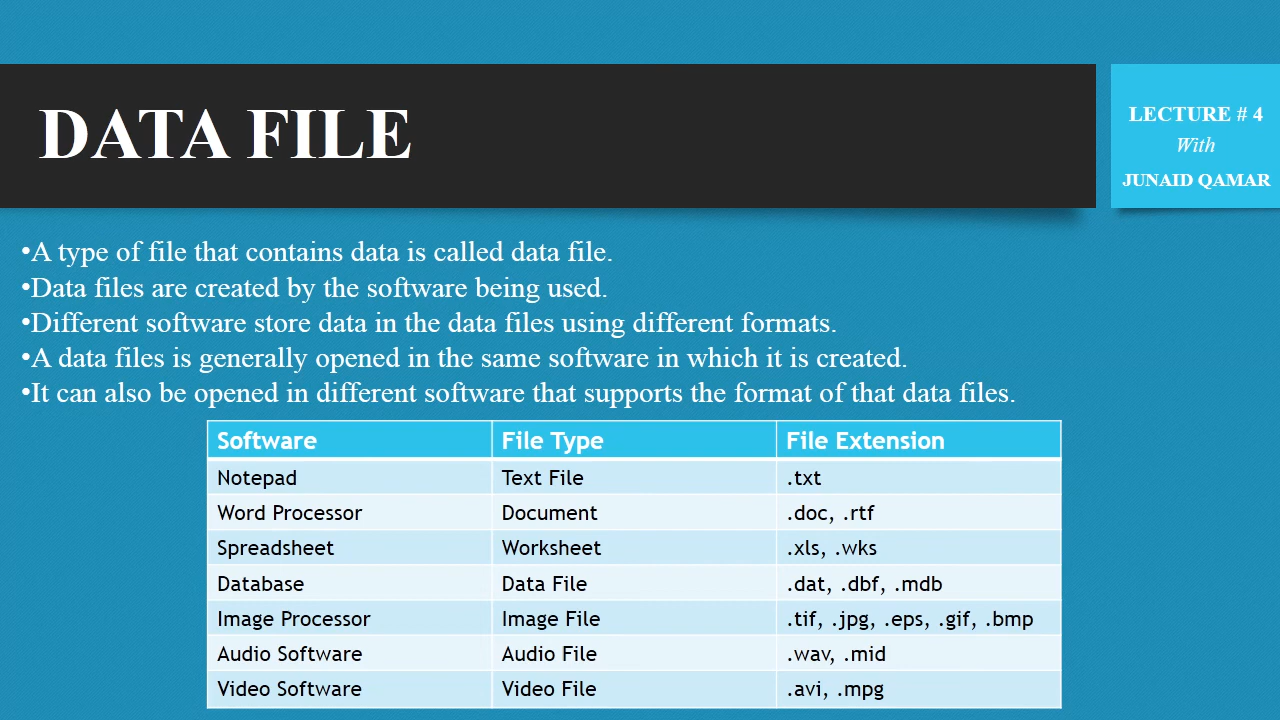 DATA FILE
LECTURE # 4
With
JUNAID QAMAR
•A type of file that contains data is called data file.
•Data files are created by the software being used.
•Different software store data in the data files using different formats.
•A data files is generally opened in the same software in which it is created.
•It can also be opened in different software that supports the format of that data files.
Software File Type File Extension
Notepad Text File .txt
Word Processor Document .doc, .rtf
Spreadsheet Worksheet .xls, .wks
Database Data File .dat, .dbf, .mdb
Image Processor Image File .tif, .jpg, .eps, .gif, .bmp
Audio Software Audio File .wav, .mid
Video Software Video File .avi, .mpg